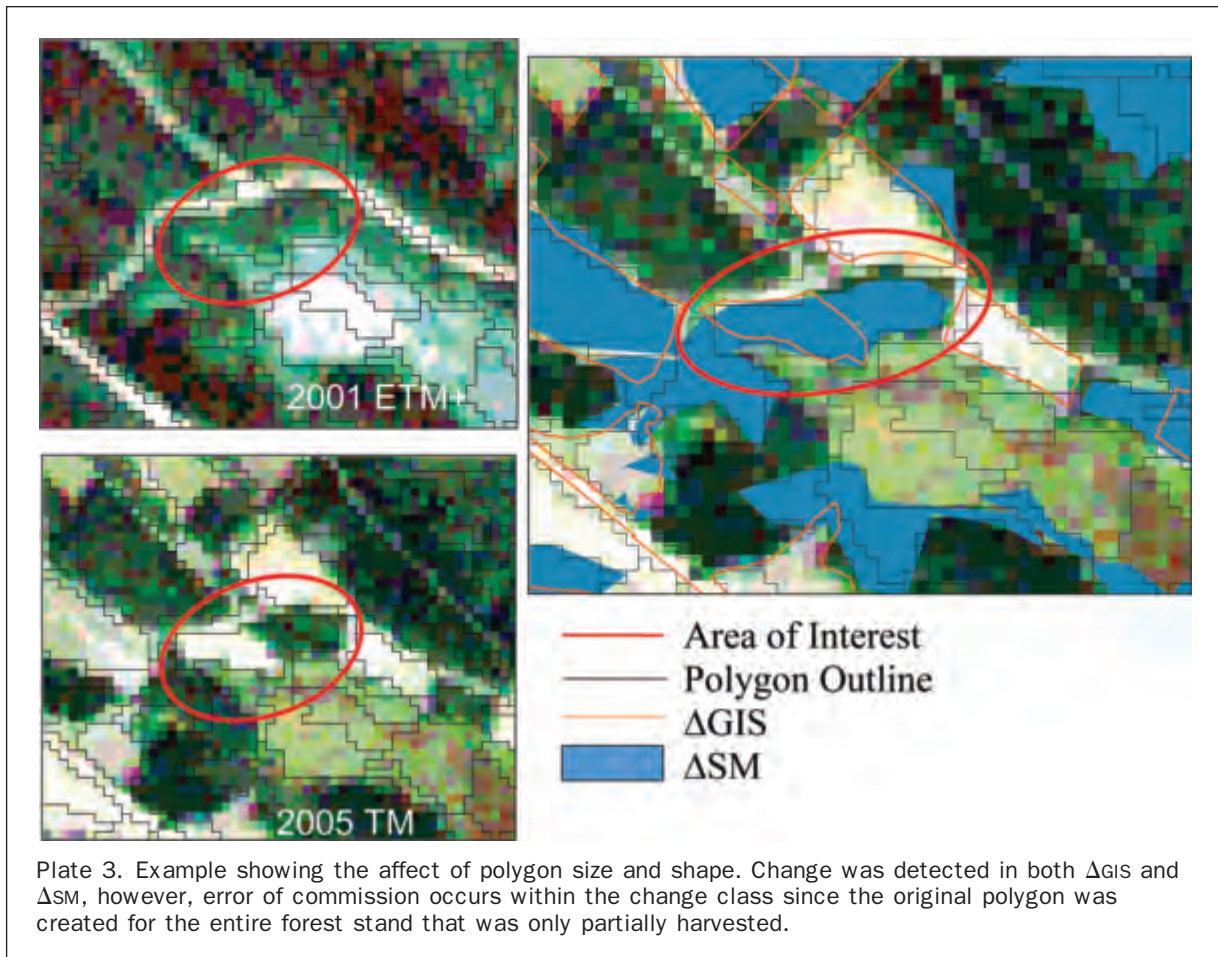 2001 ETM+
2005 TM
Area of Interest
Polygon Outline
ΔGIS
ΔSM
Plate 3. Example showing the affect of polygon size and shape. Change was detected in both ΔGIS and
ΔSM, however, error of commission occurs within the change class since the original polygon was
created for the entire forest stand that was only partially harvested.